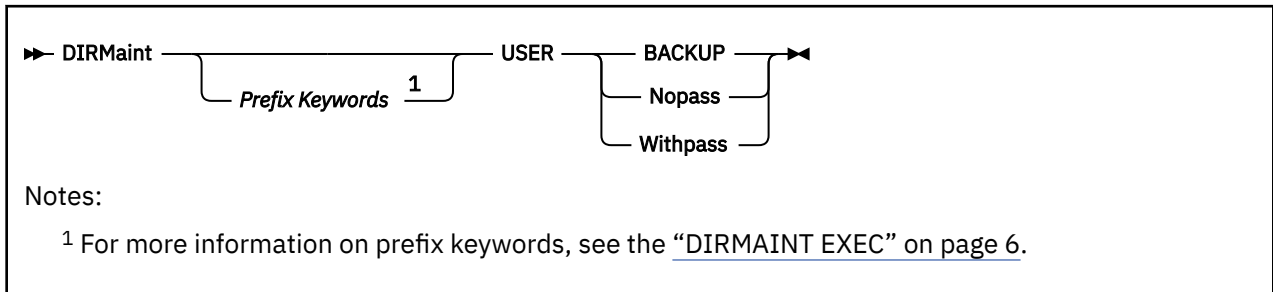 DIRMaint USER BACKUP
Prefix Keywords 1 Nopass
Withpass
Notes:
1 For more information on prefix keywords, see the “DIRMAINT EXEC” on page 6.